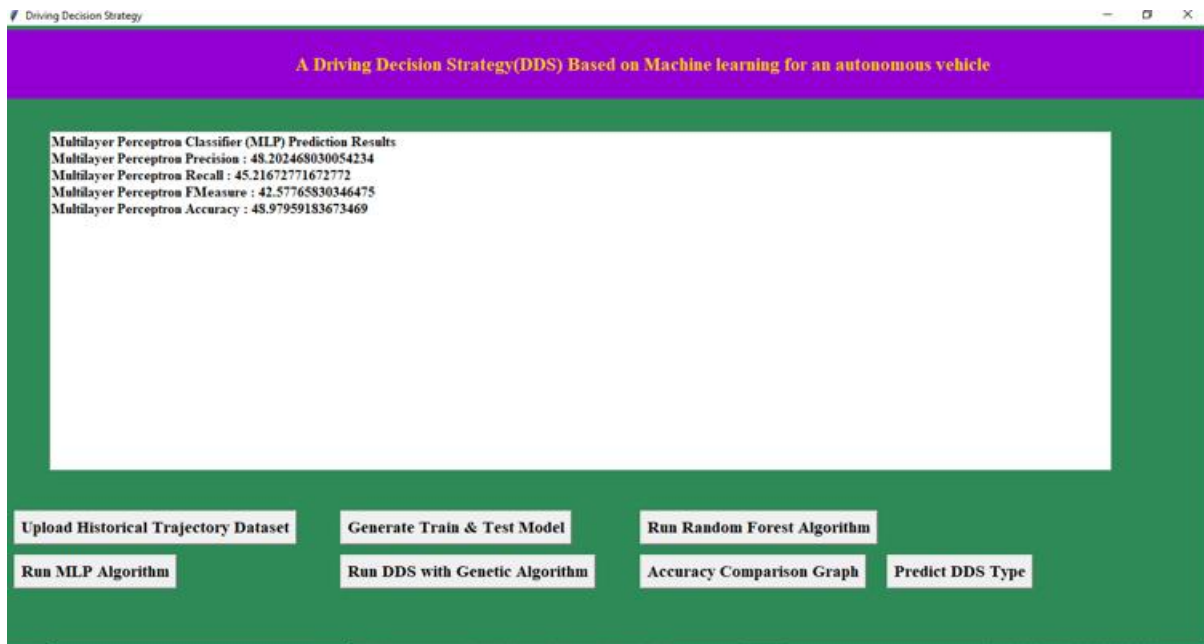 Driving Decision Strategy
A Driving Decision Strategy(DDS) Based on Machine learning for an autonomous vehicle
Multilayer Perceptron Classifier (MLP) Prediction Results
Multilayer Perceptron Precision : 48.202468030054234
Multilayer Perceptron Recall : 45.21672771672772
Multilayer Perceptron FMeasure : 42.57765830346475
Multilayer Perceptron Accuracy : 48.97959183673469
Upload Historical Trajectory Dataset
Generate Train & Test Model
Run Random Forest Algorithm
Run MLP Algorithm
Run DDS with Genetic Algorithm
Accuracy Comparison Graph
Predict DDS Type